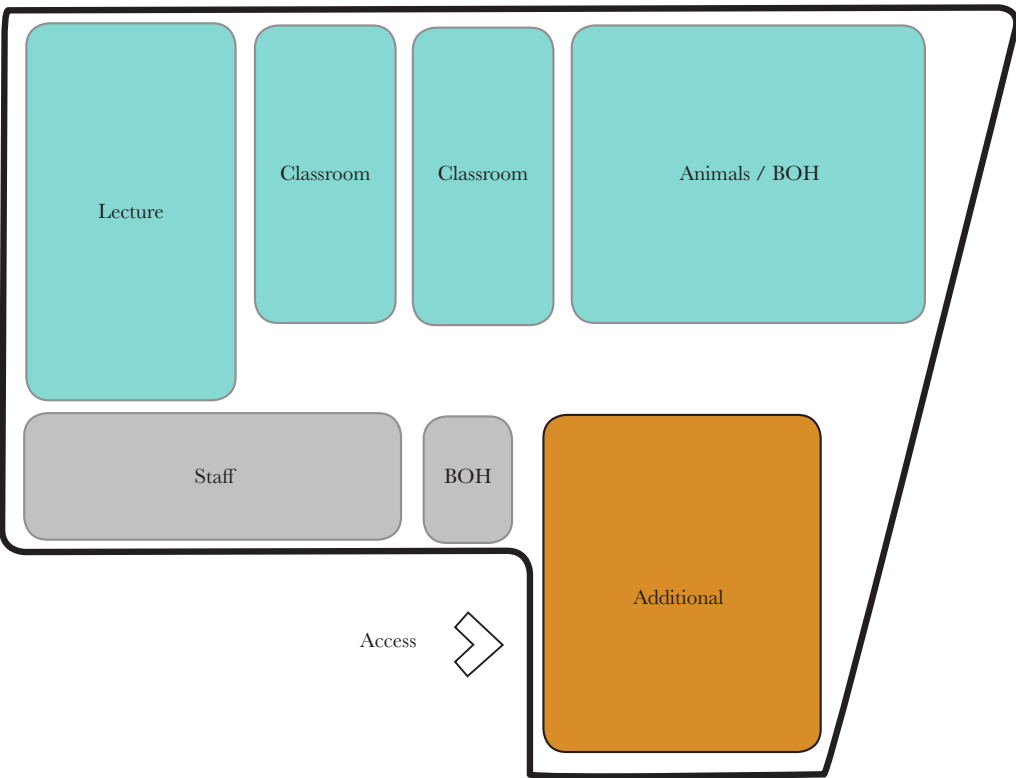 Lecture
Classroom
Classroom
Animals / BOH
Staff
BOH
Additional
Access